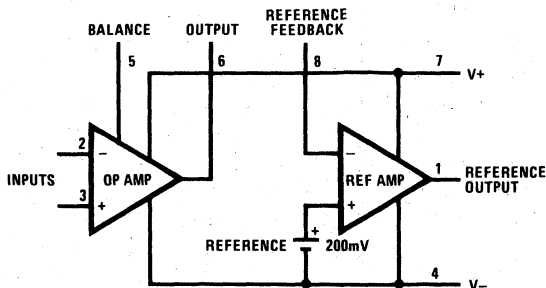 BALANCE
OUTPUT
REFERENCE
FEEDBACK
5
6
8
7
V+
2
−
INPUTS
OP AMP
3
+
−
REF AMP
+
1
REFERENCE
OUTPUT
REFERENCE
+
200mV
4
V−